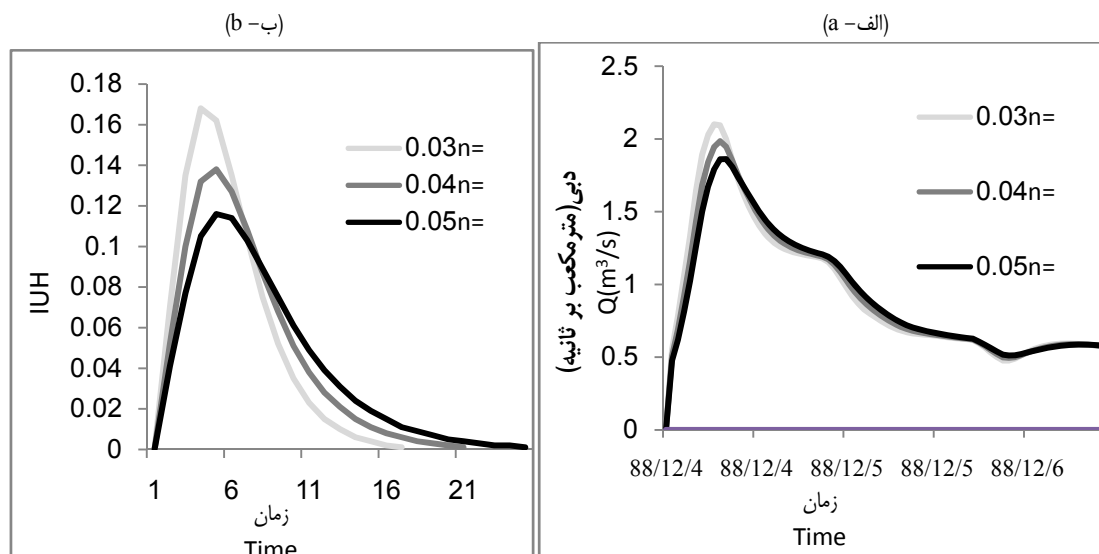 (ب- b)
(الف- a)
0.18
0.16
0.14
0.12
0.1
0.08
0.06
0.04
0.02
0
IUH
0.03n=
0.04n=
0.05n=
1 6 11 16 21
زمان
Time
2.5
2
1.5
1
0.5
0
دبی(مترمکعب بر ثانیه)
Q(m³/s)
0.03n=
0.04n=
0.05n=
88/12/4 88/12/4 88/12/5 88/12/5 88/12/6
زمان
Time